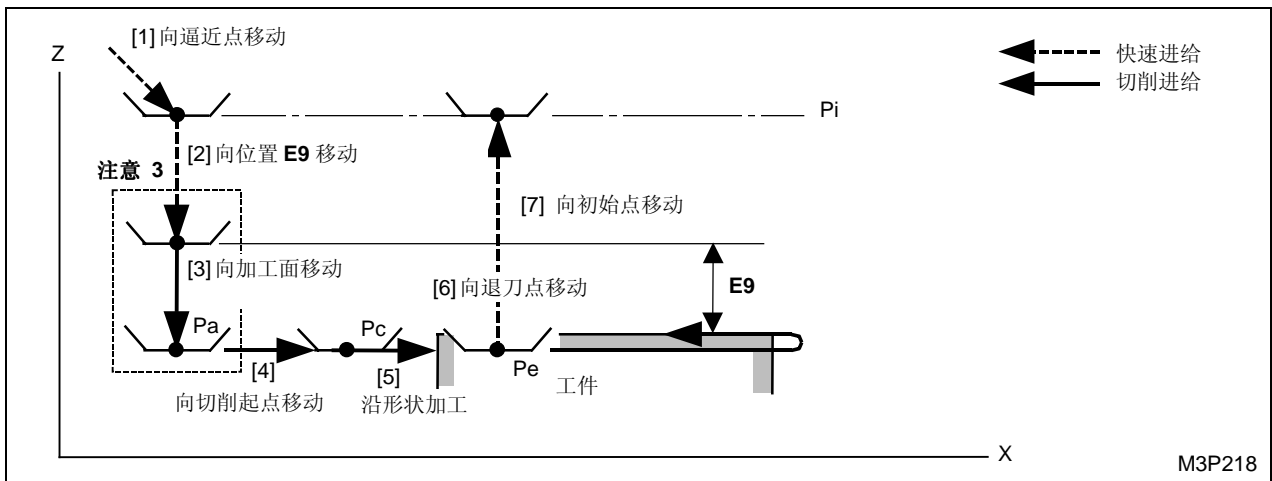 [1]向逼近点移动
Z
快速进给
切削进给
Pi
[2]向位置 E9 移动
注意 3
[7] 向初始点移动
[3]向加工面移动
[6]向退刀点移动
E9
Pa
Pc
Pe
[4]
[5]
工件
向切削起点移动
沿形状加工
X
M3P218